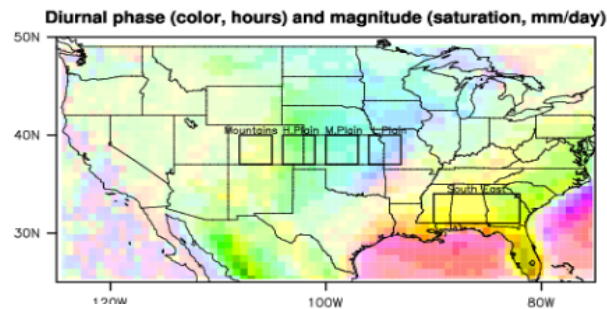 Diurnal phase (color, hours) and magnitude (saturation, mm/day)
50N
Mountains H.Plain M.Plain L.Plain
40N
South East
30N
120W 100W 80W